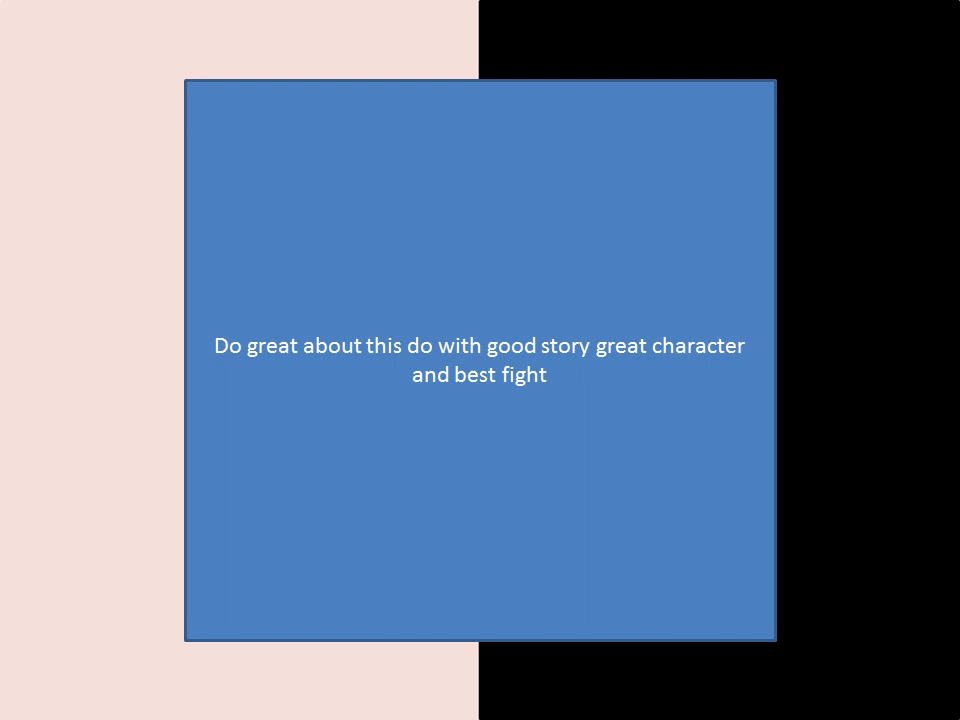 Do great about this do with good story great character
and best fight